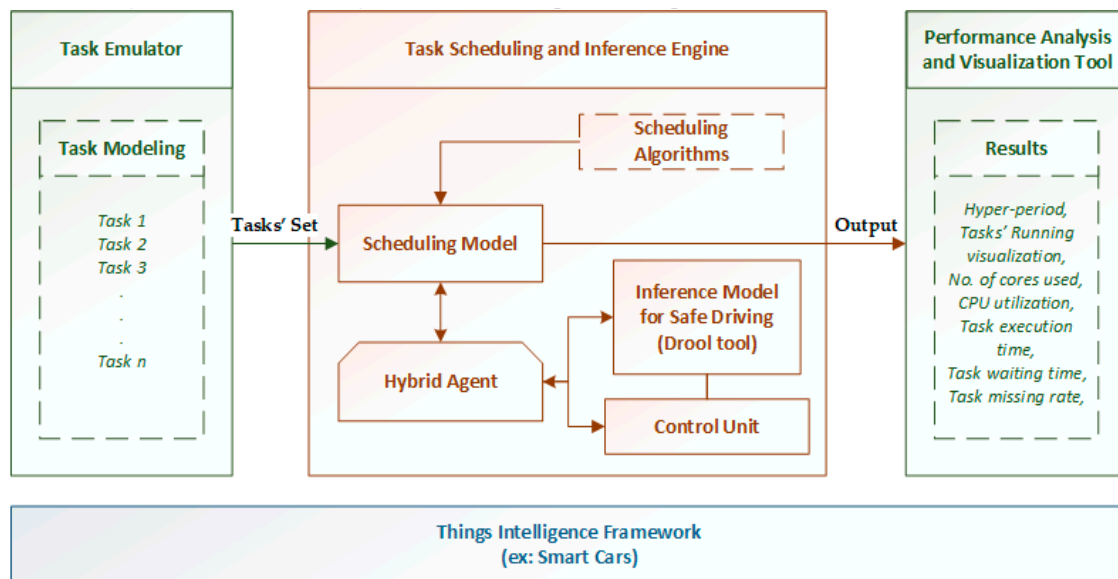 Task Emulator
Task Modeling
Task 1
Task 2
Task 3
.
.
.
Task n
Tasks' Set
Task Scheduling and Inference Engine
Scheduling
Algorithms
Scheduling Model
Inference Model
for Safe Driving
(Drool tool)
Hybrid Agent
Control Unit
Output
Performance Analysis
and Visualization Tool
Results
Hyper-period,
Tasks' Running
visualization,
No. of cores used,
CPU utilization,
Task execution
time,
Task waiting time,
Task missing rate,
Things Intelligence Framework
(ex: Smart Cars)